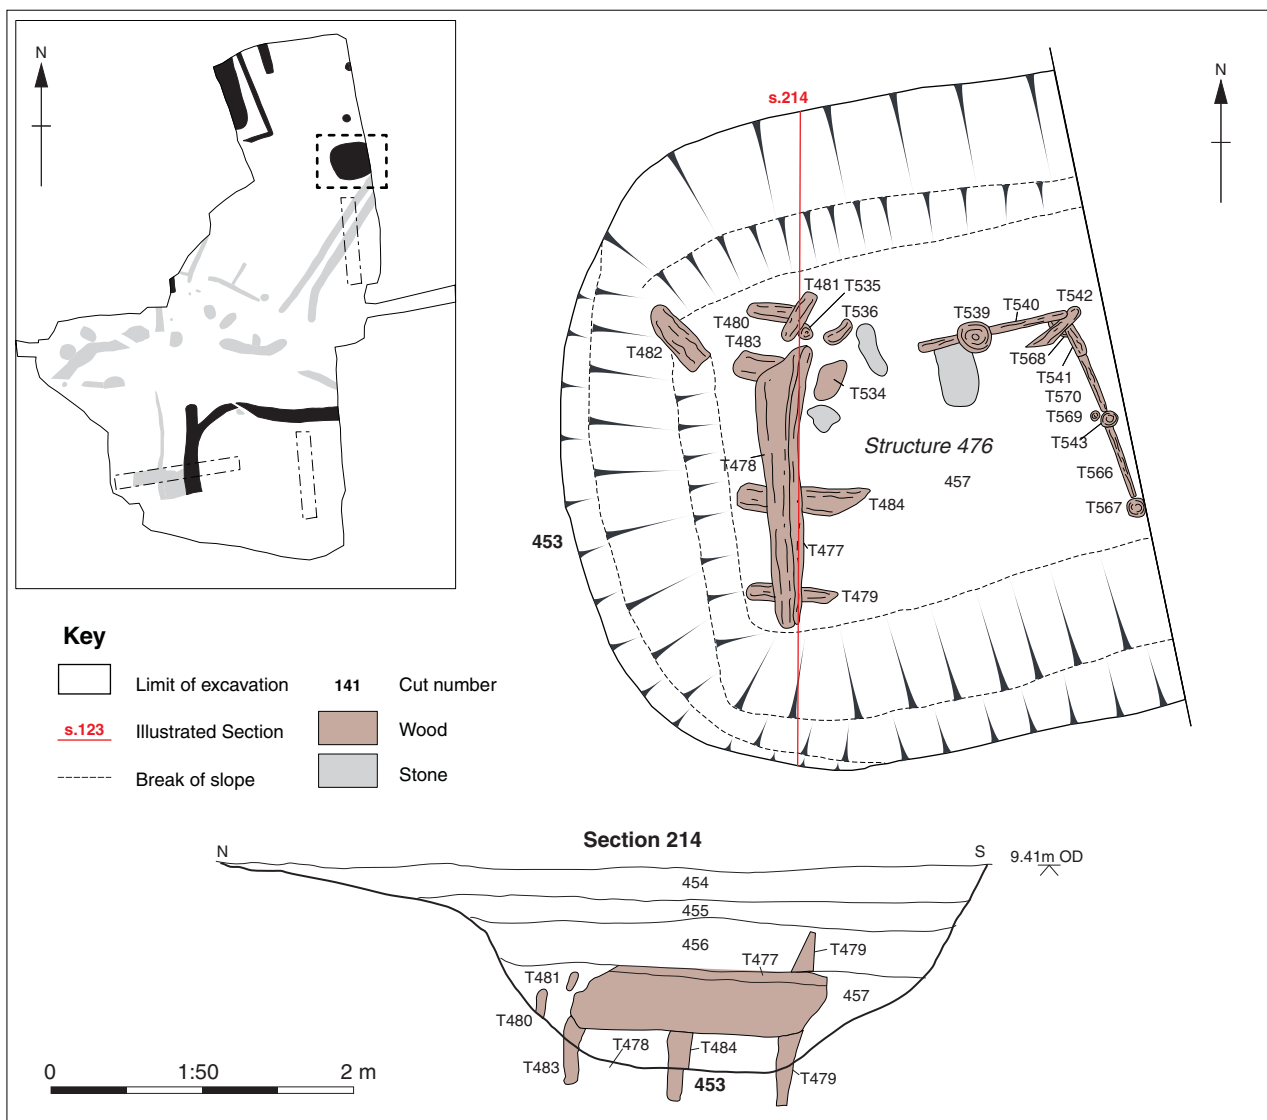 N
N
s.214
T481 T535
T480
T536
T483
T482
T534
T539
T540
T542
T568
T541
T570
T569
T543
T566
T567
Structure 476
457
T478
T484
T477
T479
453
Key
Limit of excavation
s.123 Illustrated Section
Break of slope
141 Cut number
Wood
Stone
Section 214
N
S
9.41m OD
454
455
456
T479
T477
T481
457
T480
T478
T484
T483
T479
453
0 1:50 2 m